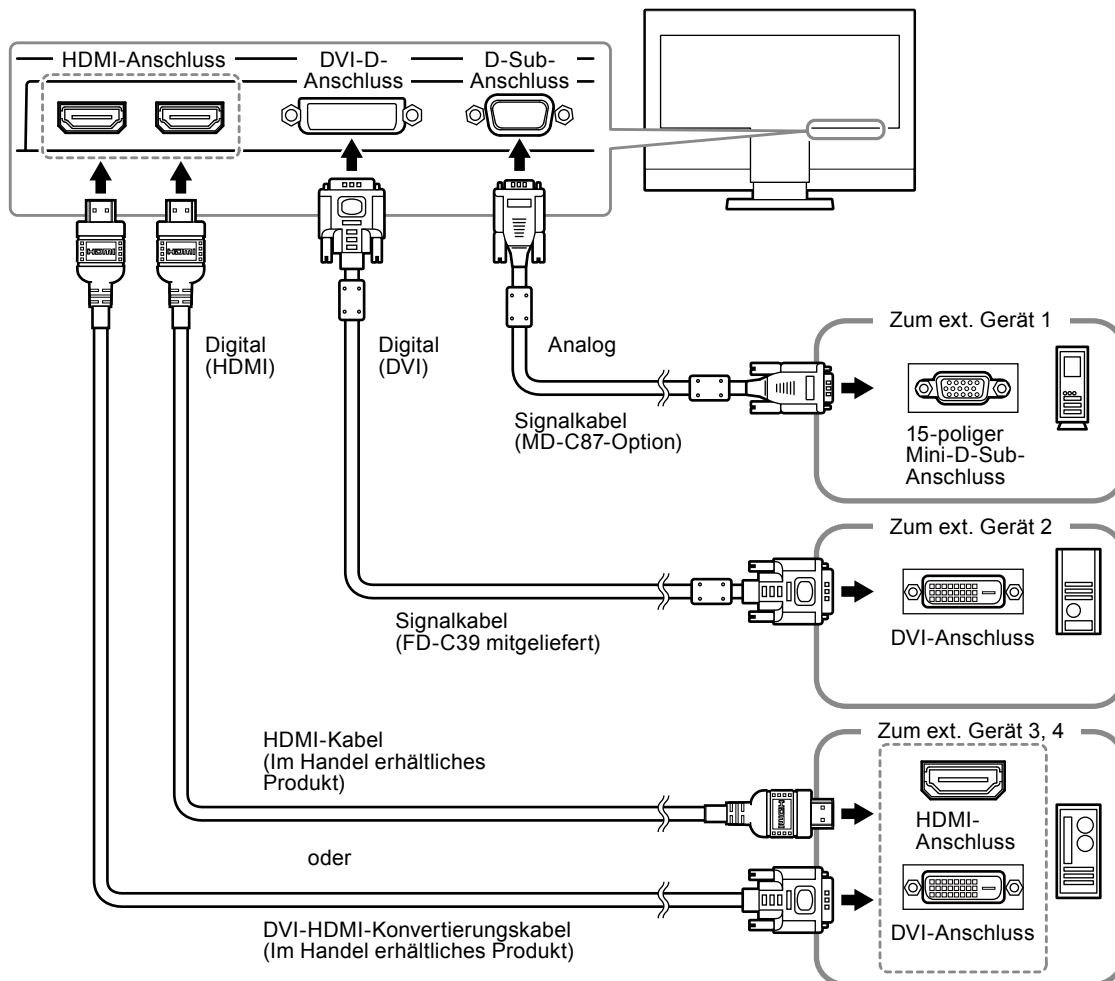 HDMI-Anschluss
DVI-D-
Anschluss
D-Sub-
Anschluss
HDMI
HDMI
Digital
(HDMI)
Digital
(DVI)
Analog
Signalkabel
(MD-C87-Option)
Zum ext. Gerät 1
15-poliger
Mini-D-Sub-
Anschluss
Zum ext. Gerät 2
DVI-Anschluss
Signalkabel
(FD-C39 mitgeliefert)
Zum ext. Gerät 3, 4
HDMI-Kabel
(Im Handel erhältliches
Produkt)
HDMI
HDMI-
Anschluss
oder
DVI-Anschluss
DVI-HDMI-Konvertierungskabel
(Im Handel erhältliches Produkt)